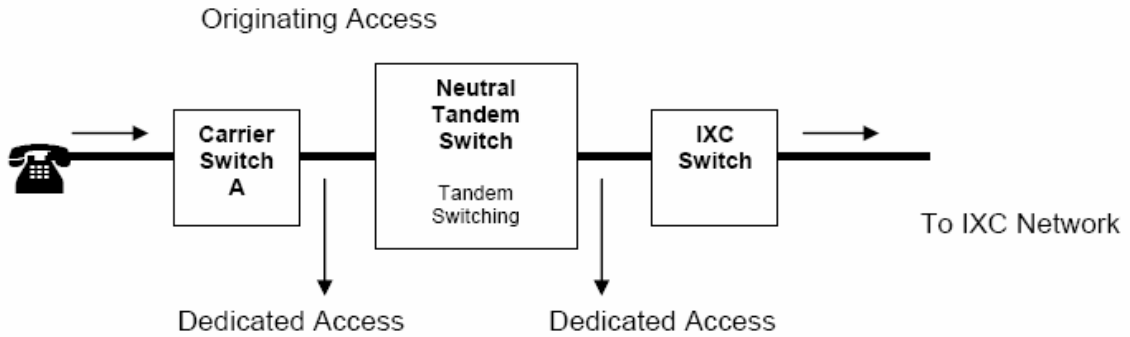 Originating Access
Carrier
Switch
A
Neutral
Tandem
Switch
Tandem
Switching
IXC
Switch
To IXC Network
Dedicated Access
Dedicated Access